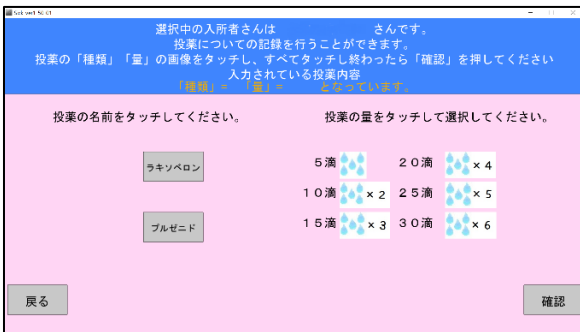 選択中の入所者さんは　　　　　さんです。
投薬についての記録を行うことができます。
投薬の「種類」「量」の画像をタッチし、すべてタッチし終わったら「確認」を押してください
入力されている投薬内容
「種類」=　「量」=　　　となっています。
投薬の名前をタッチしてください。
投薬の量をタッチして選択してください。
ラキソベロン
プルゼニド
5滴
20滴 × 4
10滴 × 2
25滴 × 5
15滴 × 3
30滴 × 6
戻る
確認